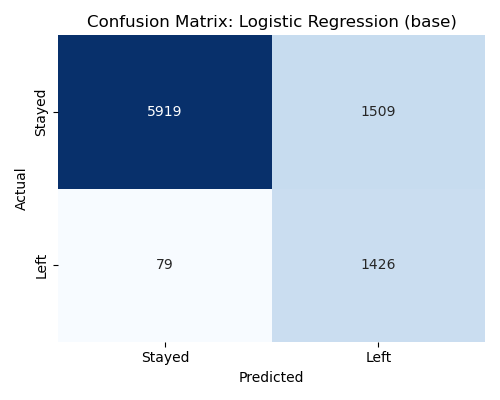 Confusion Matrix: Logistic Regression (base)
Actual
Stayed
5919
1509
Left
79
1426
Stayed
Left
Predicted